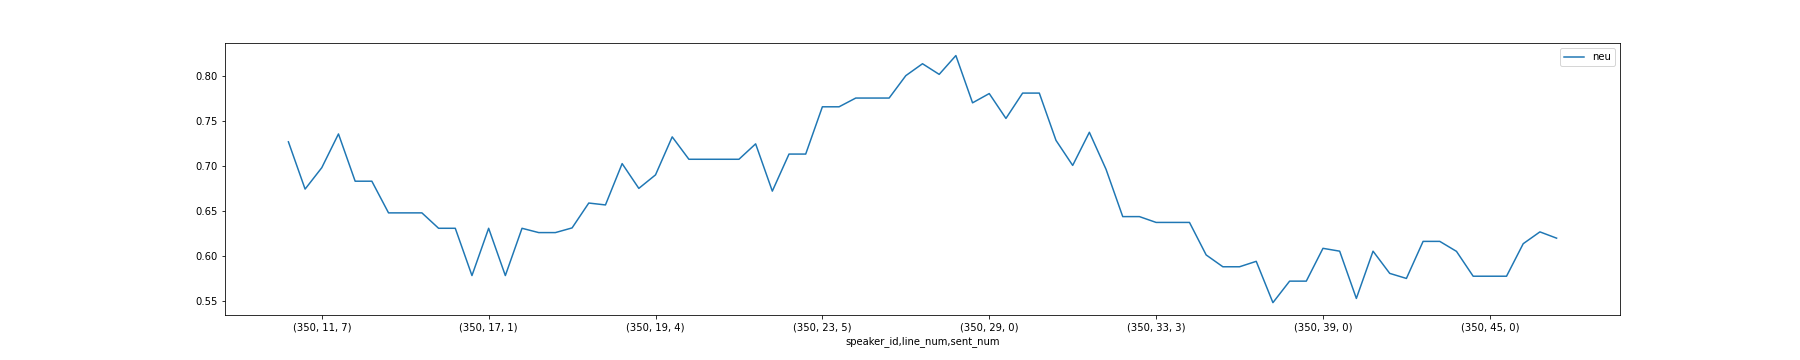 neu
0.80
0.75
0.70
0.65
0.60
0.55
(350, 11, 7) (350, 17, 1) (350, 19, 4) (350, 23, 5) (350, 29, 0) (350, 33, 3) (350, 39, 0) (350, 45, 0)
speaker_id,line_num,sent_num